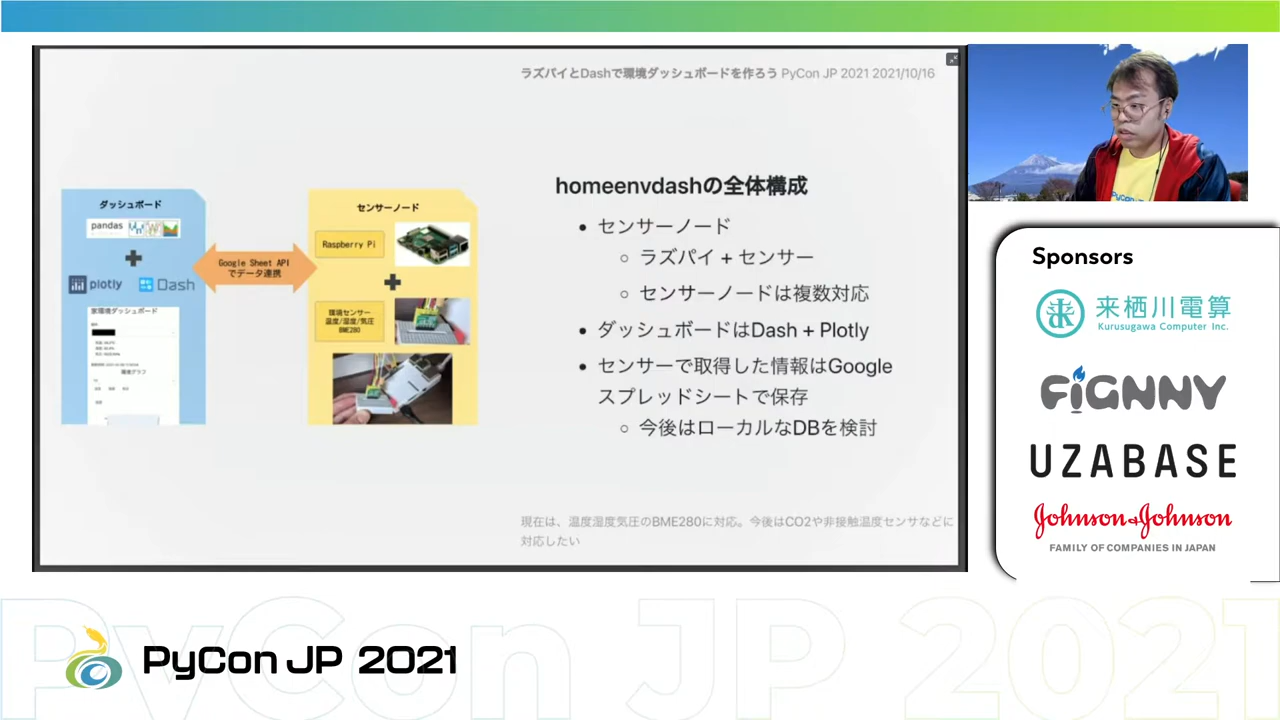 ラズパイとDashで環境ダッシュボードを作ろう PyCon JP 2021 2021/10/16
ダッシュボード
pandas
plotly
Dash
家環境ダッシュボード
環境グラフ
Google Sheet API
でデータ連携
センサーノード
Raspberry Pi
環境センサー
温度/湿度/気圧
BME280
homeenvdashの全体構成
• センサーノード
○ ラズパイ + センサー
○ センサーノードは複数対応
• ダッシュボードはDash + Plotly
• センサーで取得した情報はGoogle
スプレッドシートで保存
○ 今後はローカルなDBを検討
現在は、温度湿度気圧のBME280に対応。今後はCO2や非接触温度センサなどに
対応したい
Sponsors
来栖川電算
Kurusugawa Computer Inc.
FiGNNY
UZABASE
Johnson & Johnson
FAMILY OF COMPANIES IN JAPAN
PyCon JP 2021
PyCon JP 2021